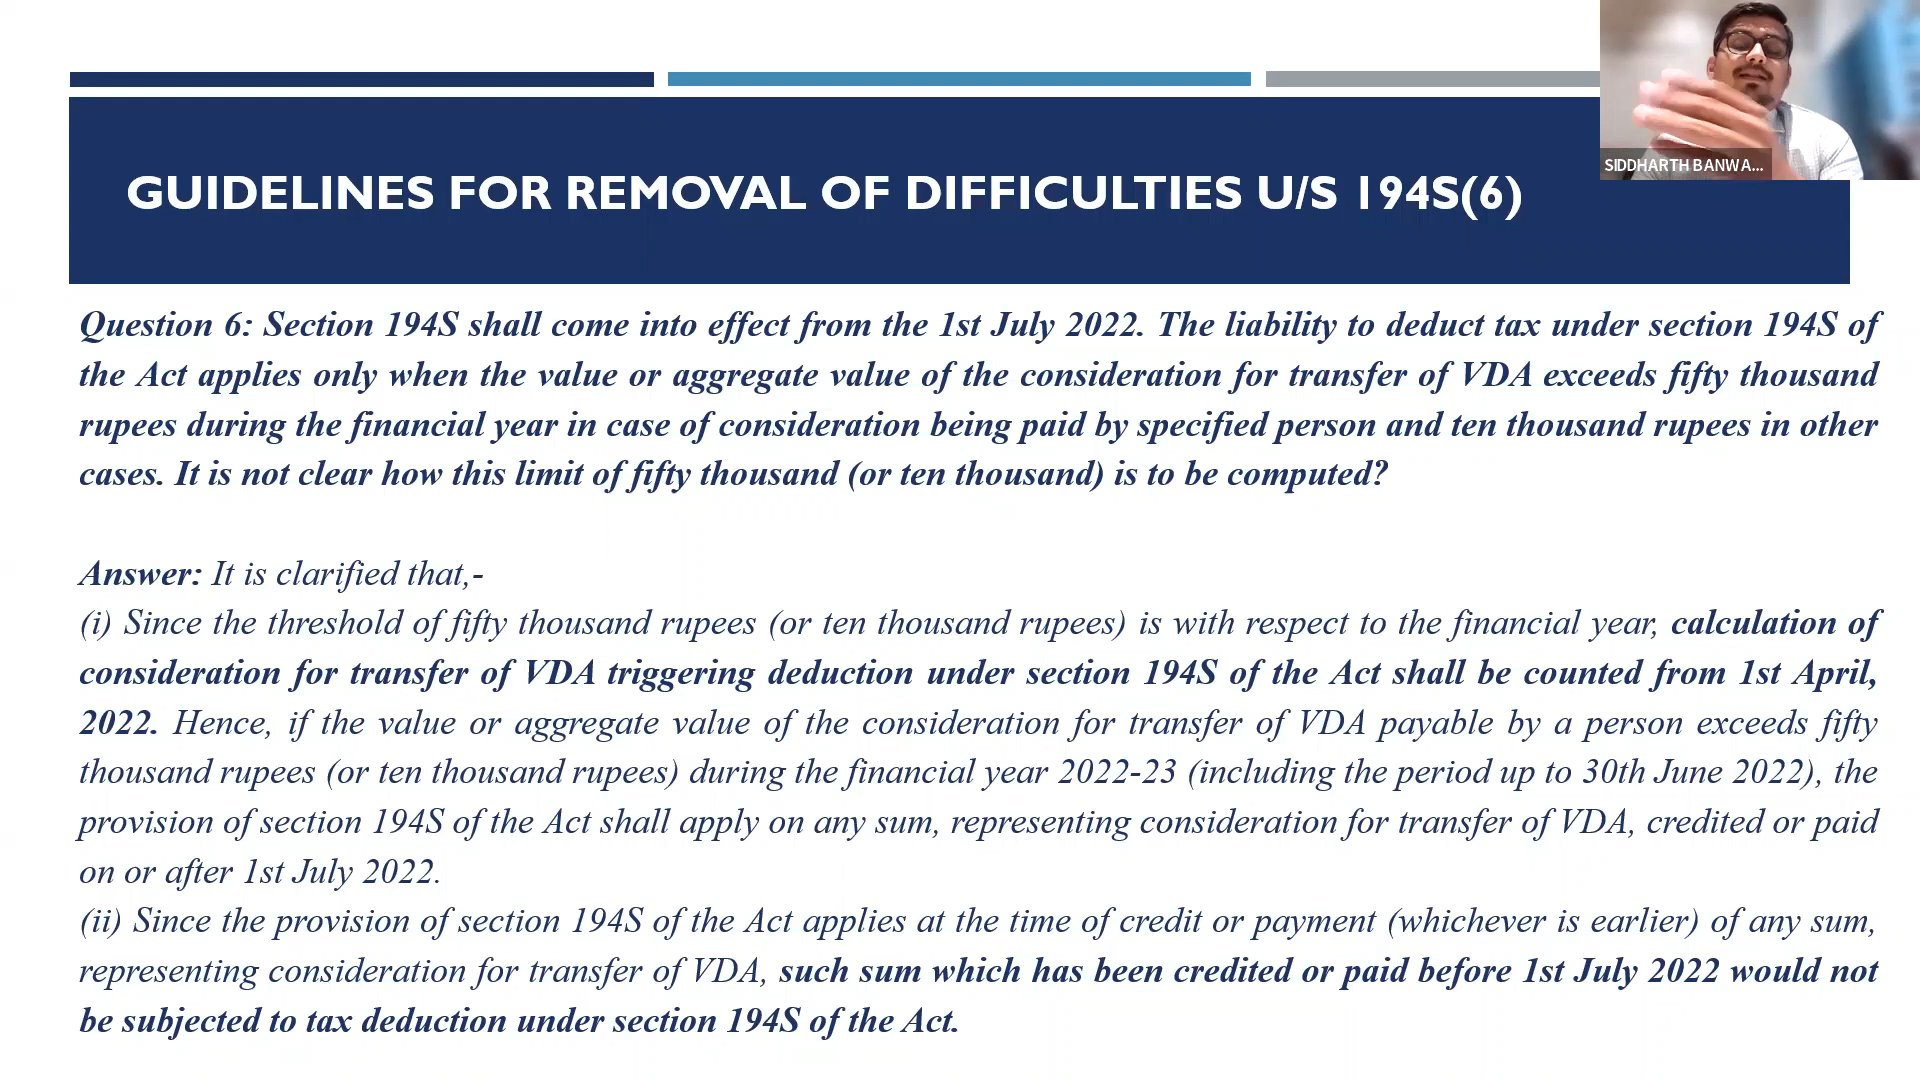 SIDDHARTH BANWA...
GUIDELINES FOR REMOVAL OF DIFFICULTIES U/S 194S(6)
Question 6: Section 194S shall come into effect from the 1st July 2022. The liability to deduct tax under section 194S of
the Act applies only when the value or aggregate value of the consideration for transfer of VDA exceeds fifty thousand
rupees during the financial year in case of consideration being paid by specified person and ten thousand rupees in other
cases. It is not clear how this limit of fifty thousand (or ten thousand) is to be computed?
Answer: It is clarified that,-
(i) Since the threshold of fifty thousand rupees (or ten thousand rupees) is with respect to the financial year, calculation of
consideration for transfer of VDA triggering deduction under section 194S of the Act shall be counted from 1st April,
2022. Hence, if the value or aggregate value of the consideration for transfer of VDA payable by a person exceeds fifty
thousand rupees (or ten thousand rupees) during the financial year 2022-23 (including the period up to 30th June 2022), the
provision of section 194S of the Act shall apply on any sum, representing consideration for transfer of VDA, credited or paid
on or after 1st July 2022.
(ii) Since the provision of section 194S of the Act applies at the time of credit or payment (whichever is earlier) of any sum,
representing consideration for transfer of VDA, such sum which has been credited or paid before 1st July 2022 would not
be subjected to tax deduction under section 194S of the Act.